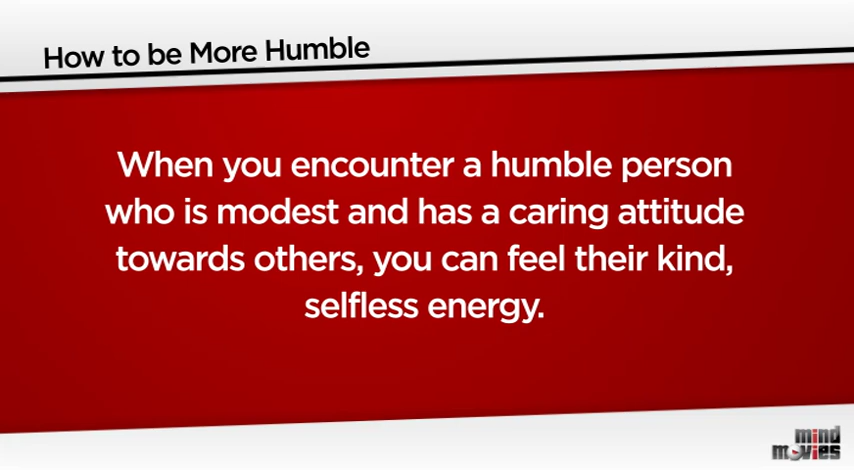 How to be More Humble
When you encounter a humble person
who is modest and has a caring attitude
towards others, you can feel their kind,
selfless energy.
mind
movies